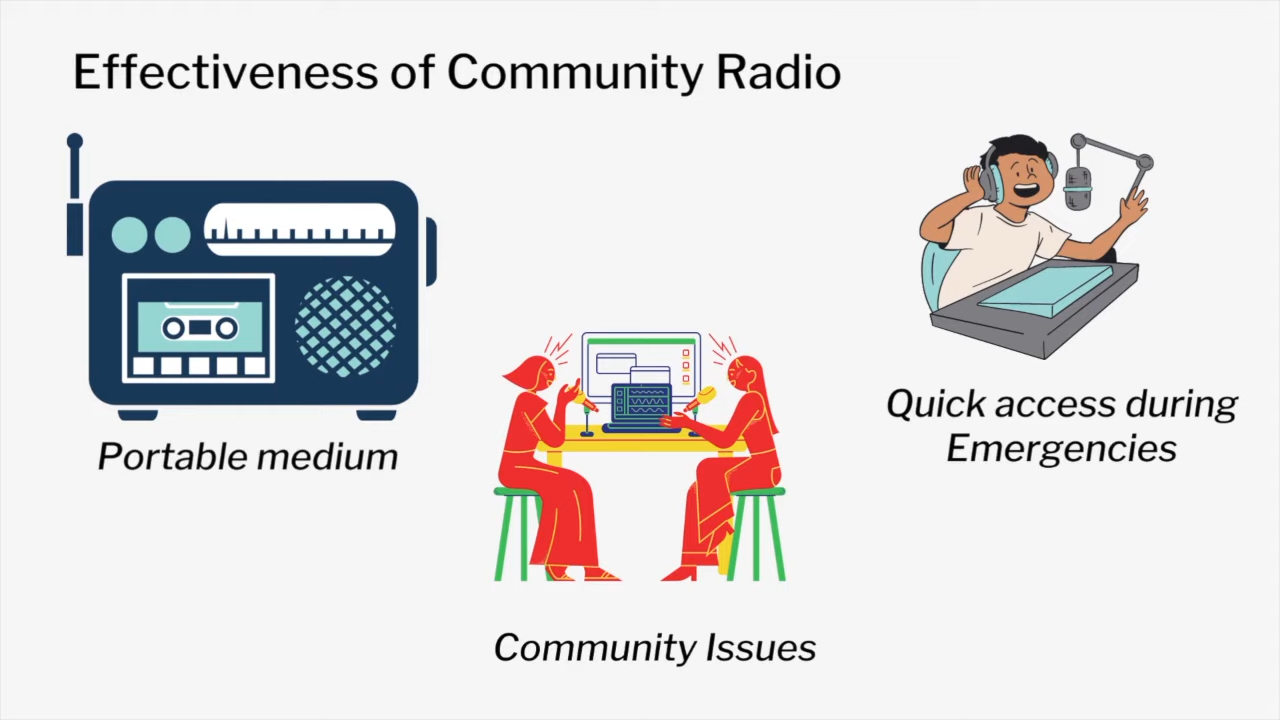 Effectiveness of Community Radio
Portable medium
Quick access during
Emergencies
Community Issues